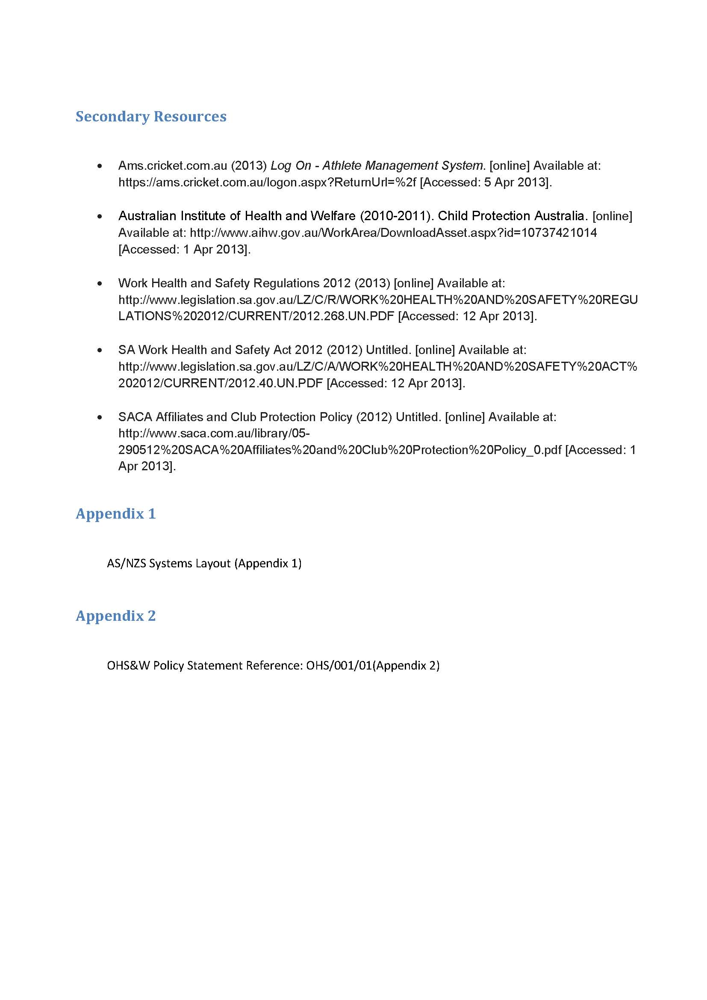 Secondary Resources
• Ams.cricket.com.au (2013) Log On - Athlete Management System. [online] Available at:
https://ams.cricket.com.au/logon.aspx?ReturnUrl=%2f [Accessed: 5 Apr 2013].
• Australian Institute of Health and Welfare (2010-2011). Child Protection Australia. [online]
Available at: http://www.aihw.gov.au/WorkArea/DownloadAsset.aspx?id=10737421014
[Accessed: 1 Apr 2013].
• Work Health and Safety Regulations 2012 (2013) [online] Available at:
http://www.legislation.sa.gov.au/LZ/C/R/WORK%20HEALTH%20AND%20SAFETY%20REGU
LATIONS%202012/CURRENT/2012.268.UN.PDF [Accessed: 12 Apr 2013].
• SA Work Health and Safety Act 2012 (2012) Untitled. [online] Available at:
http://www.legislation.sa.gov.au/LZ/C/A/WORK%20HEALTH%20AND%20SAFETY%20ACT%
202012/CURRENT/2012.40.UN.PDF [Accessed: 12 Apr 2013].
• SACA Affiliates and Club Protection Policy (2012) Untitled. [online] Available at:
http://www.saca.com.au/library/05-
290512%20SACA%20Affiliates%20and%20Club%20Protection%20Policy_0.pdf [Accessed: 1
Apr 2013].
Appendix 1
AS/NZS Systems Layout (Appendix 1)
Appendix 2
OHS&W Policy Statement Reference: OHS/001/01(Appendix 2)